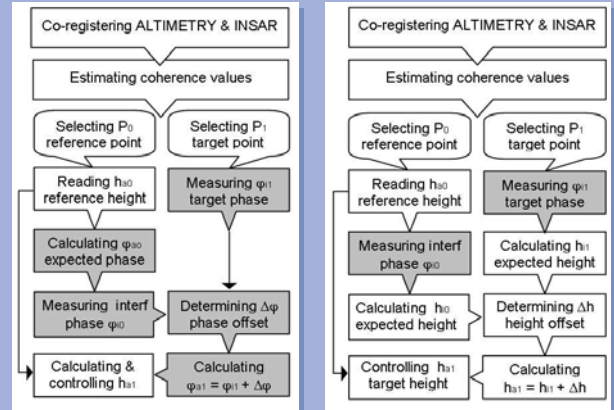 Co-registering ALTIMETRY & INSAR
Estimating coherence values
Selecting P₀
reference point
Selecting P₁
target point
Reading hₐ₀
reference height
Measuring φᵢ₁
target phase
Calculating φₐ₀
expected phase
Measuring interf
phase φᵢ₀
Determining Δφ
phase offset
Calculating &
controlling hₐ₁
Calculating
φₐ₁ = φᵢ₁ + Δφ
Co-registering ALTIMETRY & INSAR
Estimating coherence values
Selecting P₀
reference point
Selecting P₁
target point
Reading hₐ₀
reference height
Measuring φᵢ₁
target phase
Measuring interf
phase φᵢ₀
Calculating hᵢ₁
expected height
Calculating hᵢ₀
expected height
Determining Δh
height offset
Controlling hₐ₁
target height
Calculating
hₐ₁ = hᵢ₁ + Δh